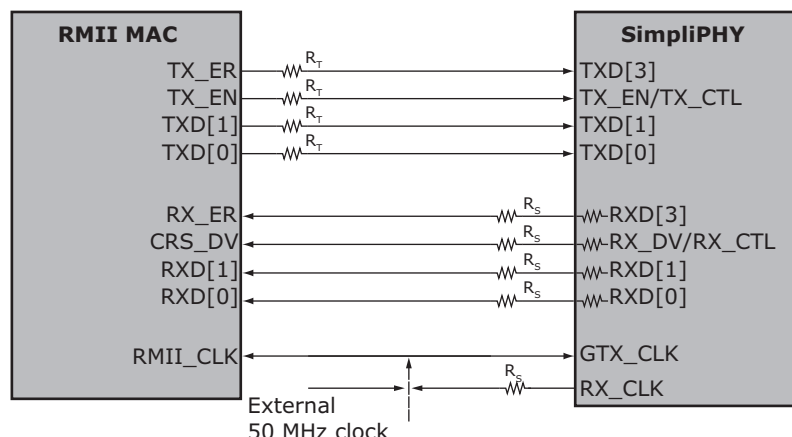 RMII MAC
SimpliPHY
TX_ER
R_T
TXD[3]
TX_EN
R_T
TX_EN/TX_CTL
TXD[1]
R_T
TXD[1]
TXD[0]
R_T
TXD[0]
RX_ER
R_S
RXD[3]
CRS_DV
R_S
RX_DV/RX_CTL
RXD[1]
R_S
RXD[1]
RXD[0]
R_S
RXD[0]
RMII_CLK
GTX_CLK
R_S
RX_CLK
External
50 MHz clock